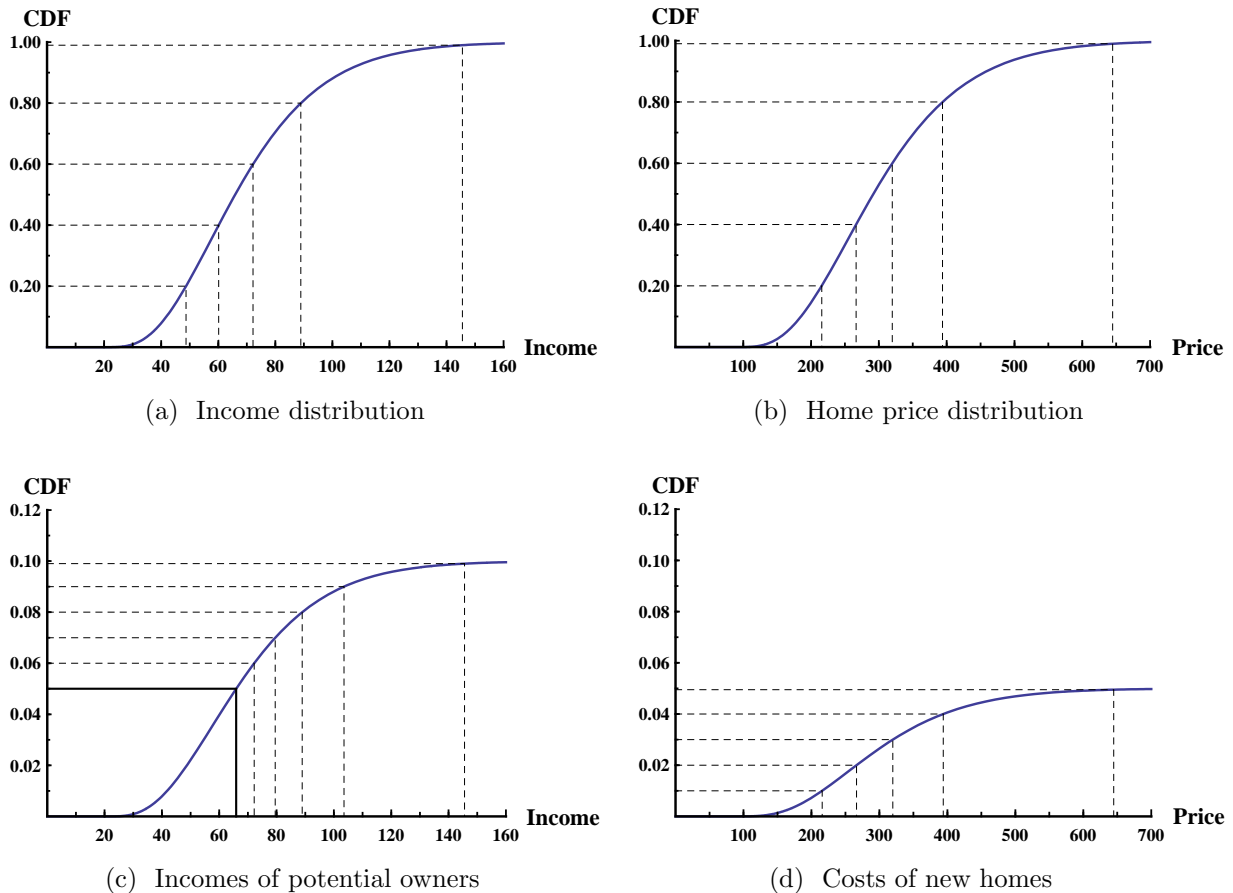 CDF
1.00
0.80
0.60
0.40
0.20
20 40 60 80 100 120 140 160
Income
(a) Income distribution
CDF
1.00
0.80
0.60
0.40
0.20
100 200 300 400 500 600 700
Price
(b) Home price distribution
CDF
0.12
0.10
0.08
0.06
0.04
0.02
20 40 60 80 100 120 140 160
Income
(c) Incomes of potential owners
CDF
0.12
0.10
0.08
0.06
0.04
0.02
100 200 300 400 500 600 700
Price
(d) Costs of new homes